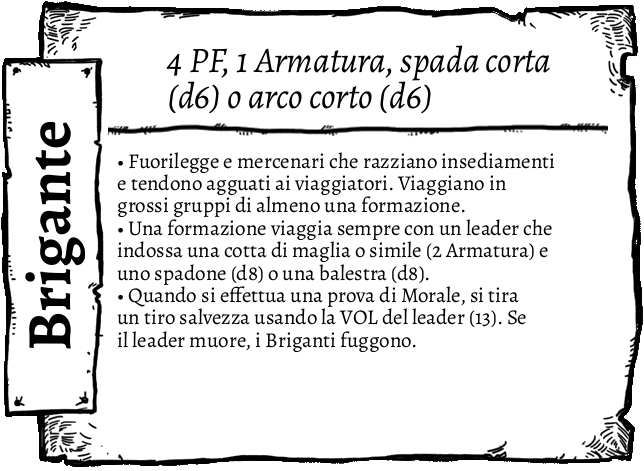 Brigante
4 PF, 1 Armatura, spada corta
(d6) o arco corto (d6)
• Fuorilegge e mercenari che razziano insediamenti
e tendono agguati ai viaggiatori. Viaggiano in
grossi gruppi di almeno una formazione.
• Una formazione viaggia sempre con un leader che
indossa una cotta di maglia o simile (2 Armatura) e
uno spadone (d8) o una balestra (d8).
• Quando si effettua una prova di Morale, si tira
un tiro salvezza usando la VOL del leader (13). Se
il leader muore, i Briganti fuggono.